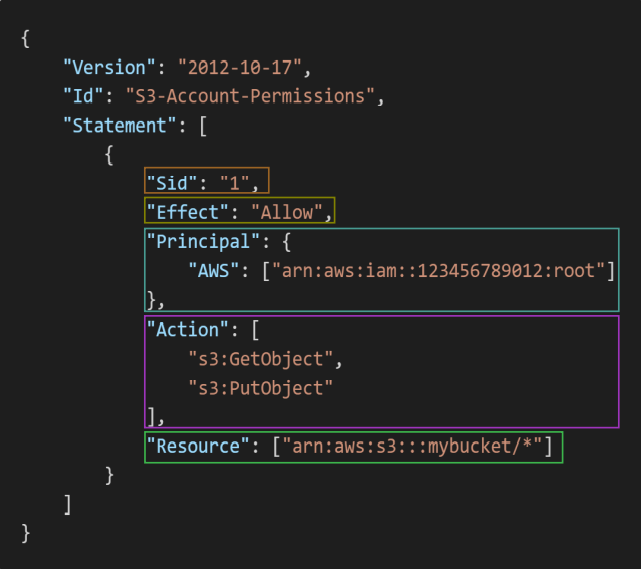 {
"Version": "2012-10-17",
"Id": "S3-Account-Permissions",
"Statement": [
{
"Sid": "1",
"Effect": "Allow",
"Principal": {
"AWS": ["arn:aws:iam::123456789012:root"]
},
"Action": [
"s3:GetObject",
"s3:PutObject"
],
"Resource": ["arn:aws:s3:::mybucket/*"]
}
]
}